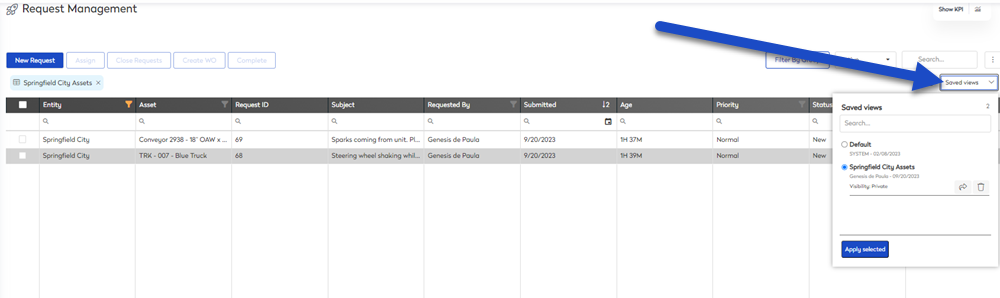 Request Management
Show KPI
New Request
Assign
Close Requests
Create WO
Complete
Filter By
Search...
Springfield City Assets
Saved views
Entity
Asset
Request ID
Subject
Requested By
Submitted
2
Age
Priority
Status
Springfield City
Conveyor 2938 - 18" OAW x ...
69
Sparks coming from unit. Pl...
Genesis de Paula
9/20/2023
1H 37M
Normal
New
Springfield City
TRK - 007 - Blue Truck
68
Steering wheel shaking whil...
Genesis de Paula
9/20/2023
1H 39M
Normal
New
Saved views
2
Search...
Default
SYSTEM - 02/08/2023
Springfield City Assets
Genesis de Paula - 09/20/2023
Visibility: Private
Apply selected